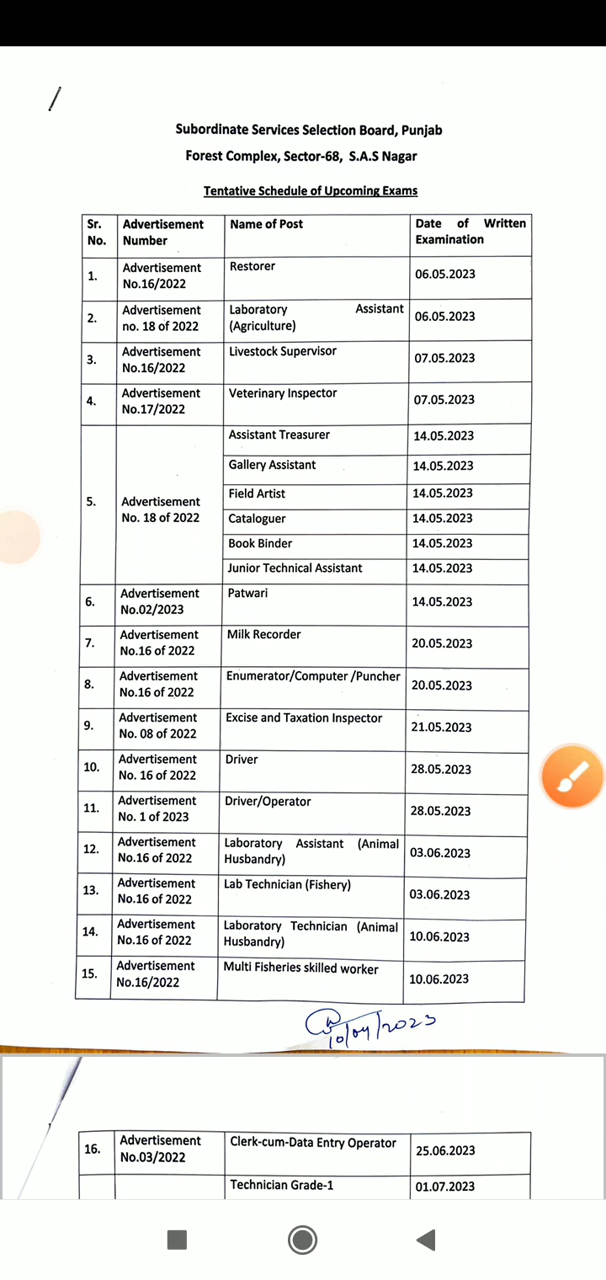 Subordinate Services Selection Board, Punjab
Forest Complex, Sector-68, S.A.S Nagar
Tentative Schedule of Upcoming Exams
Sr. No. Advertisement Number Name of Post Date of Written Examination
1. Advertisement No.16/2022 Restorer 06.05.2023
2. Advertisement no. 18 of 2022 Laboratory Assistant (Agriculture) 06.05.2023
3. Advertisement No.16/2022 Livestock Supervisor 07.05.2023
4. Advertisement No.17/2022 Veterinary Inspector 07.05.2023
5. Advertisement No. 18 of 2022 Assistant Treasurer 14.05.2023
Gallery Assistant 14.05.2023
Field Artist 14.05.2023
Cataloguer 14.05.2023
Book Binder 14.05.2023
Junior Technical Assistant 14.05.2023
6. Advertisement No.02/2023 Patwari 14.05.2023
7. Advertisement No.16 of 2022 Milk Recorder 20.05.2023
8. Advertisement No.16 of 2022 Enumerator/Computer /Puncher 20.05.2023
9. Advertisement No. 08 of 2022 Excise and Taxation Inspector 21.05.2023
10. Advertisement No. 16 of 2022 Driver 28.05.2023
11. Advertisement No. 1 of 2023 Driver/Operator 28.05.2023
12. Advertisement No.16 of 2022 Laboratory Assistant (Animal Husbandry) 03.06.2023
13. Advertisement No.16 of 2022 Lab Technician (Fishery) 03.06.2023
14. Advertisement No.16 of 2022 Laboratory Technician (Animal Husbandry) 10.06.2023
15. Advertisement No.16/2022 Multi Fisheries skilled worker 10.06.2023
10/04/2023
16. Advertisement No.03/2022 Clerk-cum-Data Entry Operator 25.06.2023
Technician Grade-1 01.07.2023